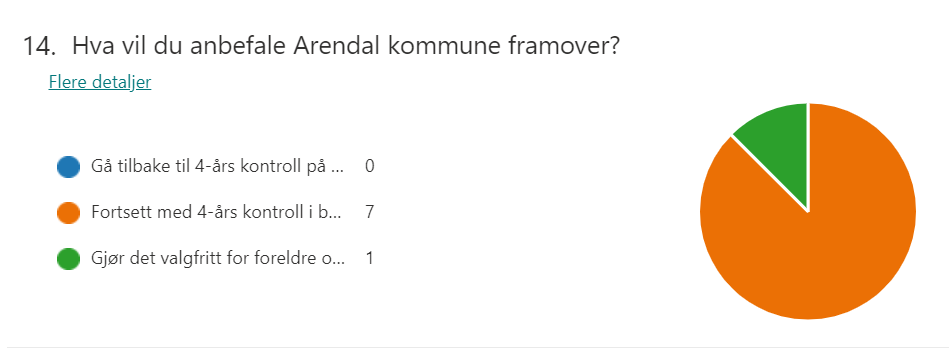 14. Hva vil du anbefale Arendal kommune framover?
Flere detaljer
Gå tilbake til 4-års kontroll på ... 0
Fortsett med 4-års kontroll i b... 7
Gjør det valgfritt for foreldre o... 1